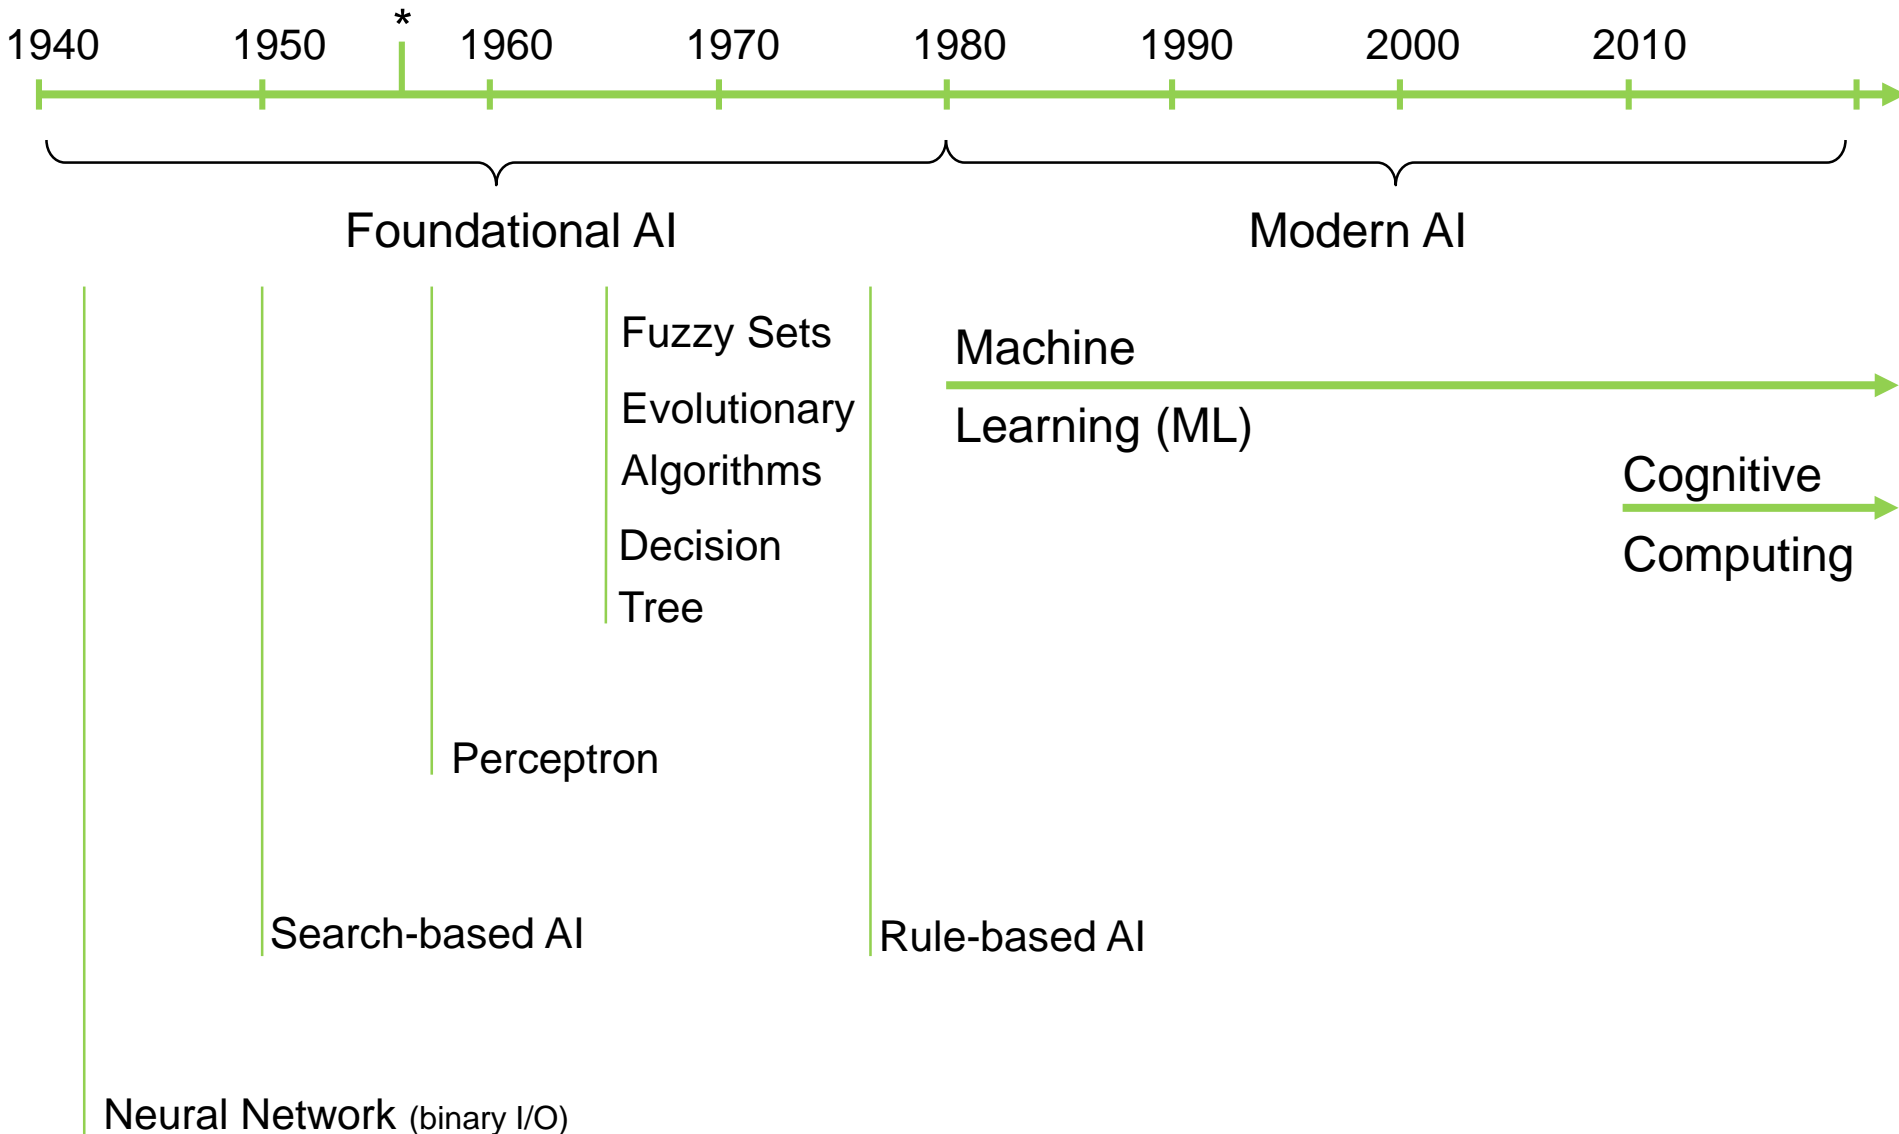 *
1940 1950 1960 1970 1980 1990 2000 2010
Foundational AI
Modern AI
Fuzzy Sets
Evolutionary
Algorithms
Decision
Tree
Machine
Learning (ML)
Cognitive
Computing
Perceptron
Search-based AI
Rule-based AI
Neural Network (binary I/O)